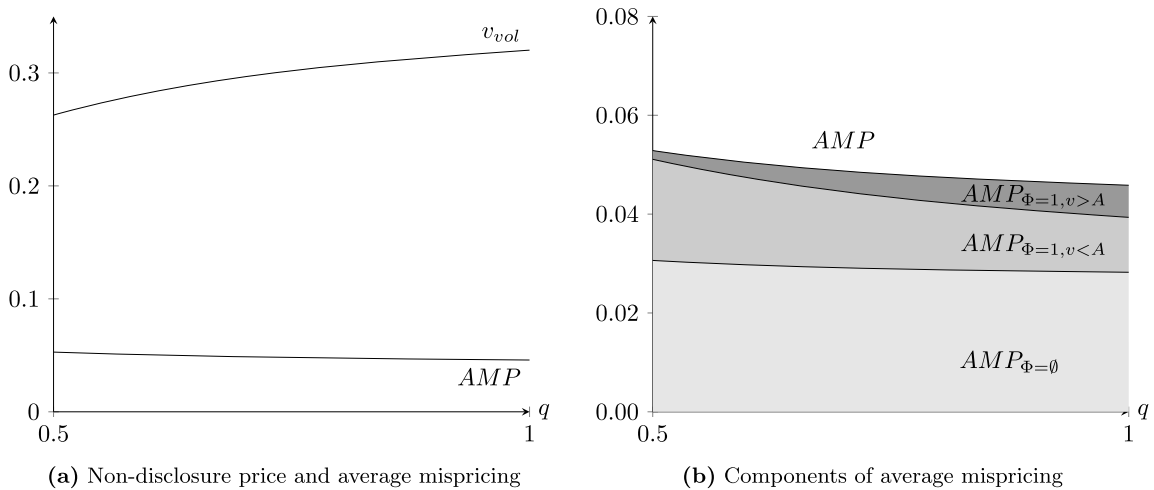 v_{vol}
0.3
0.2
0.1
AMP
0
q
0.5
1
(a) Non-disclosure price and average mispricing
0.08
0.06
AMP
AMP_{Φ=1,v>A}
0.04
AMP_{Φ=1,v<A}
0.02
AMP_{Φ=∅}
0.00
q
0.5
1
(b) Components of average mispricing